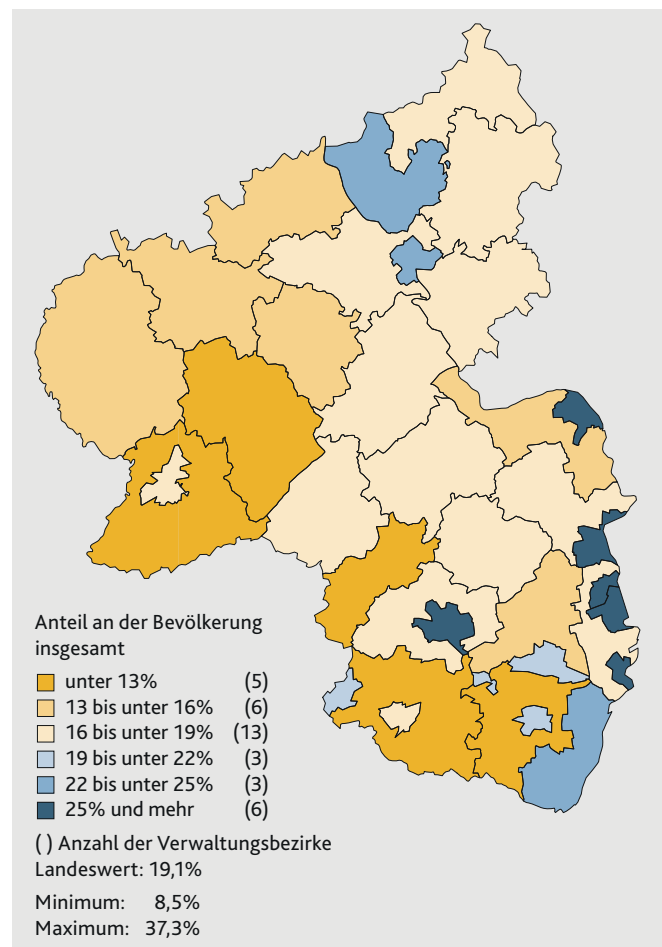 Anteil an der Bevölkerung
insgesamt
unter 13% (5)
13 bis unter 16% (6)
16 bis unter 19% (13)
19 bis unter 22% (3)
22 bis unter 25% (3)
25% und mehr (6)
( ) Anzahl der Verwaltungsbezirke
Landeswert: 19,1%
Minimum: 8,5%
Maximum: 37,3%